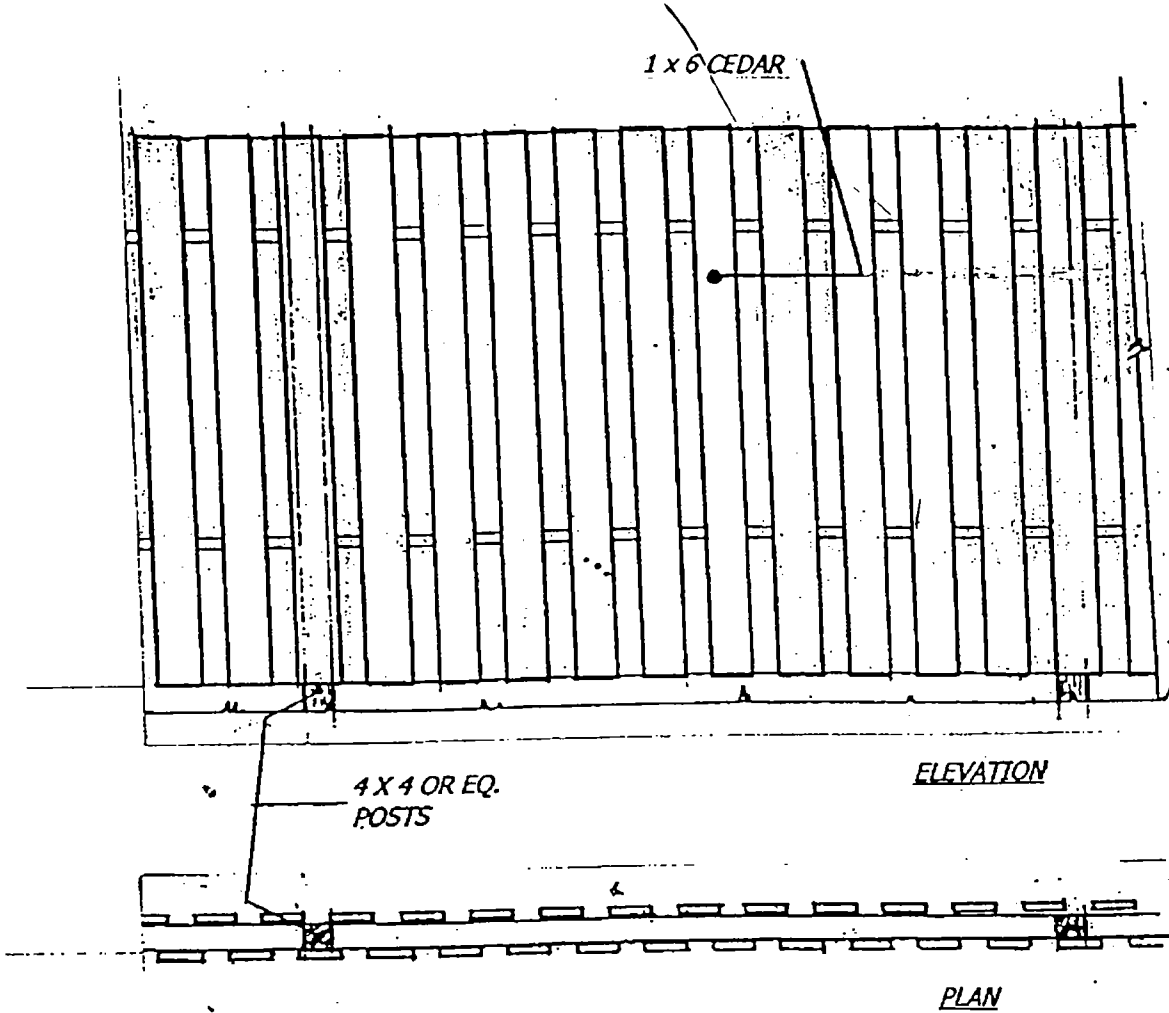 1 x 6 CEDAR
ELEVATION
4 X 4 OR EQ.
POSTS
PLAN